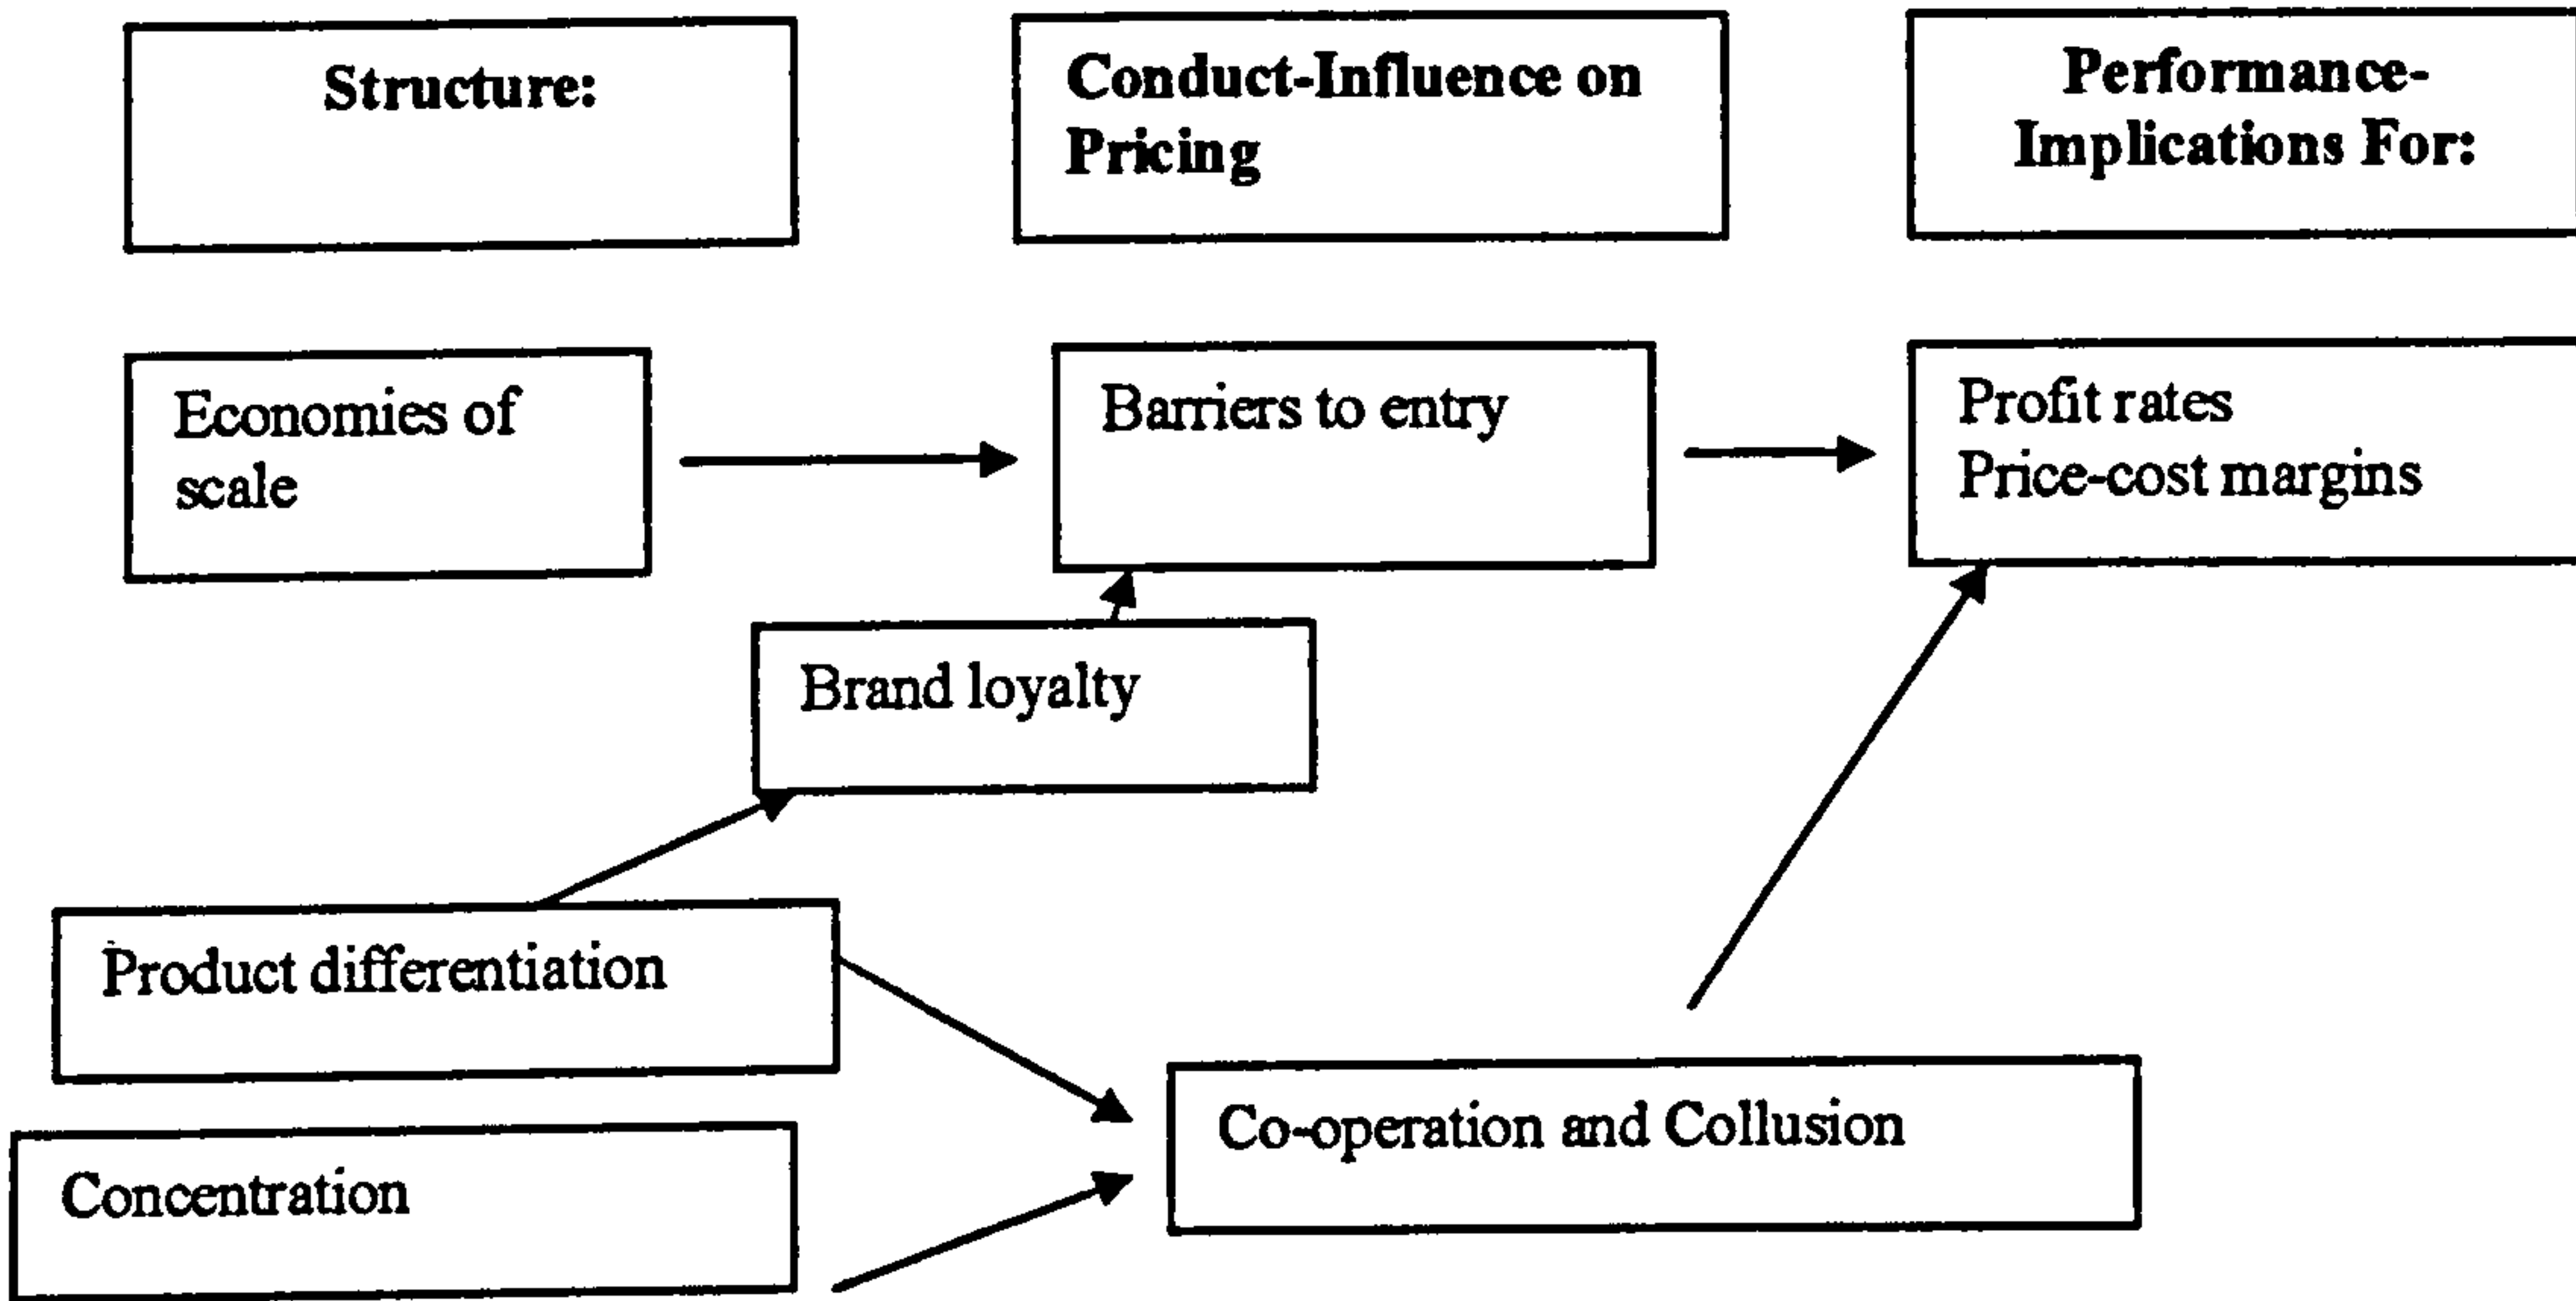 Structure:
Conduct-Influence on
Pricing
Performance-
Implications For:
Economies of
scale
Barriers to entry
Profit rates
Price-cost margins
Brand loyalty
Product differentiation
Co-operation and Collusion
Concentration